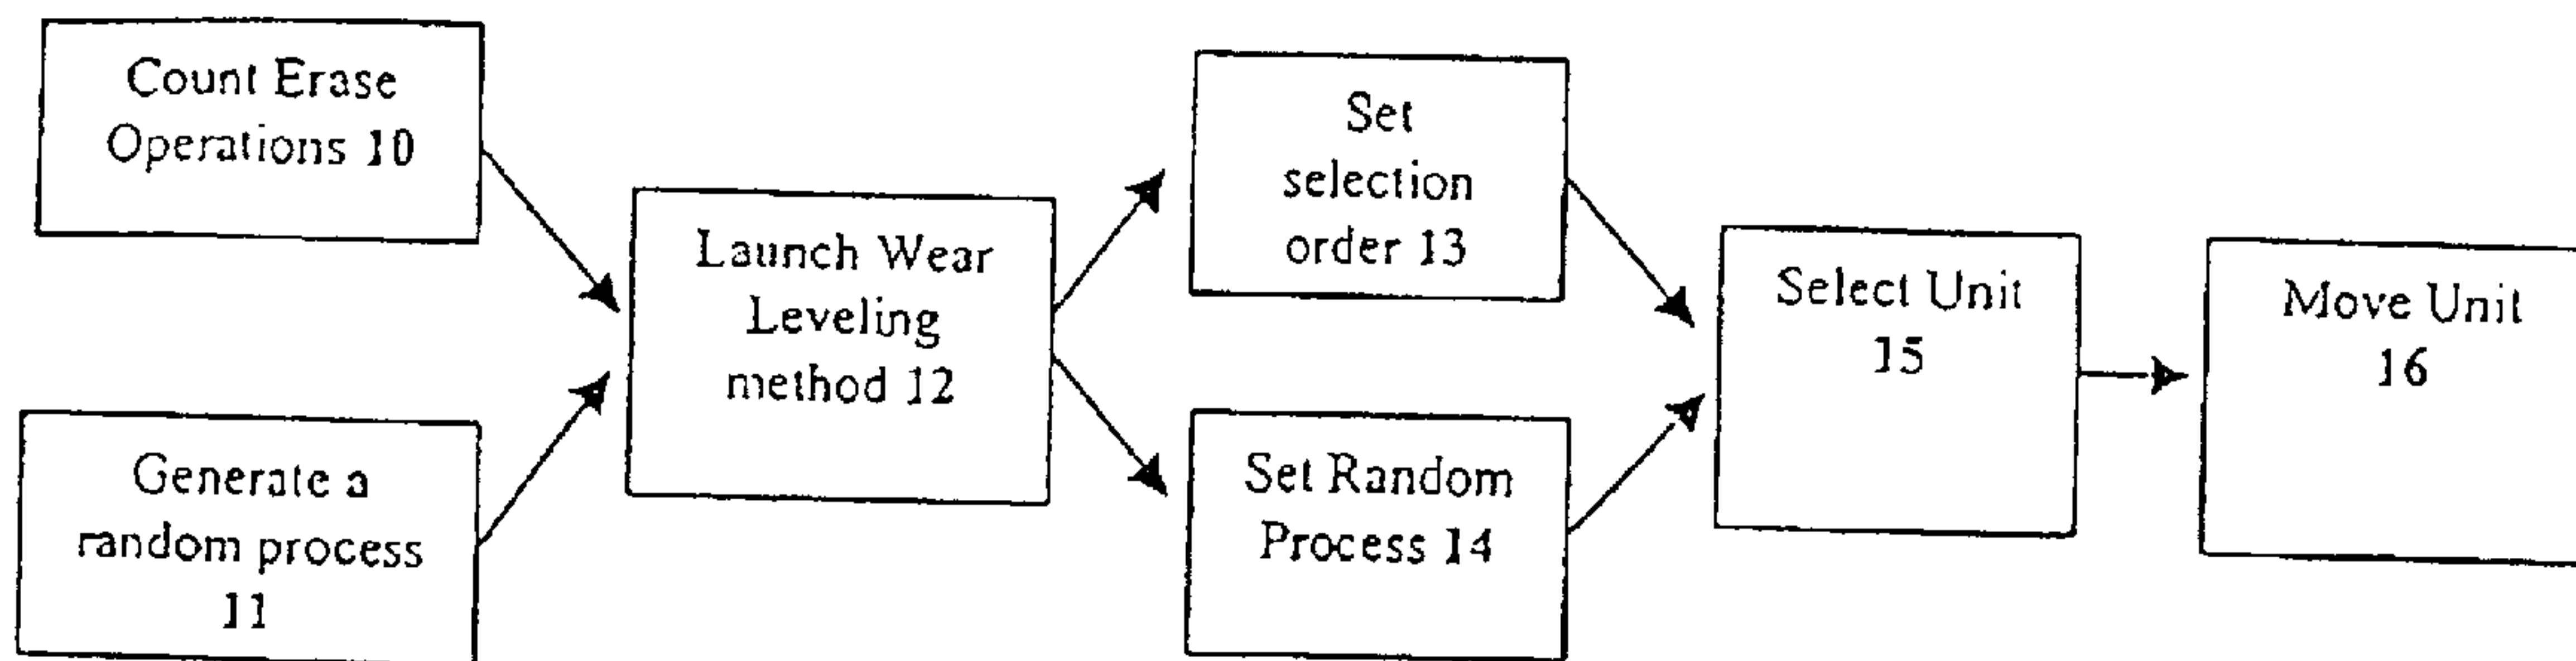 Count Erase
Operations 10
Generate a
random process
11
Launch Wear
Leveling
method 12
Set
selection
order 13
Set Random
Process 14
Select Unit
15
Move Unit
16